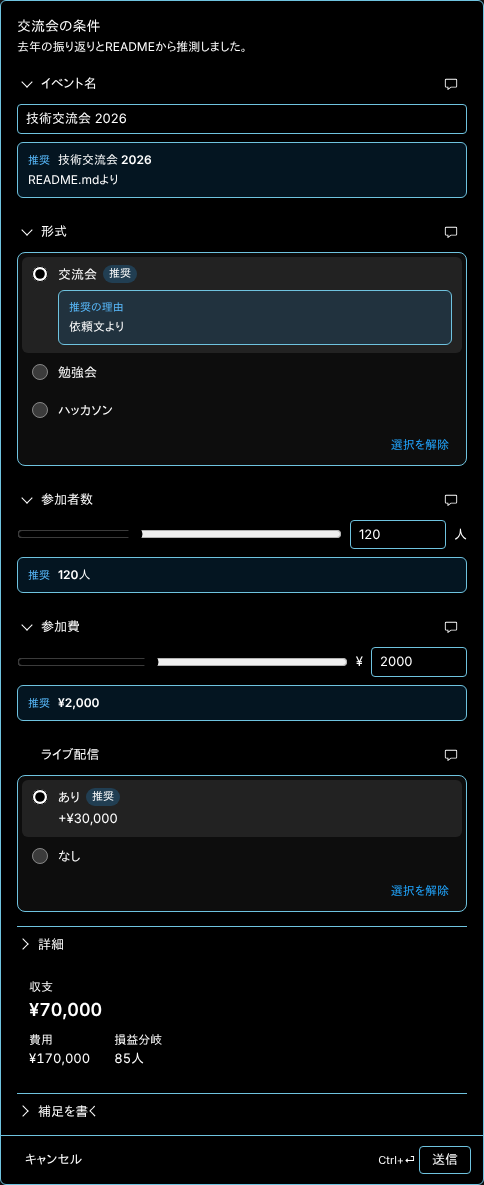 交流会の条件
去年の振り返りとREADMEから推測しました。
イベント名
技術交流会 2026
推奨 技術交流会 2026
README.mdより
形式
交流会 推奨
推奨の理由
依頼文より
勉強会
ハッカソン
選択を解除
参加者数
120 人
推奨 120人
参加費
¥ 2000
推奨 ¥2,000
ライブ配信
あり 推奨
+¥30,000
なし
選択を解除
詳細
収支
¥70,000
費用 損益分岐
¥170,000 85人
補足を書く
キャンセル Ctrl+⏎ 送信